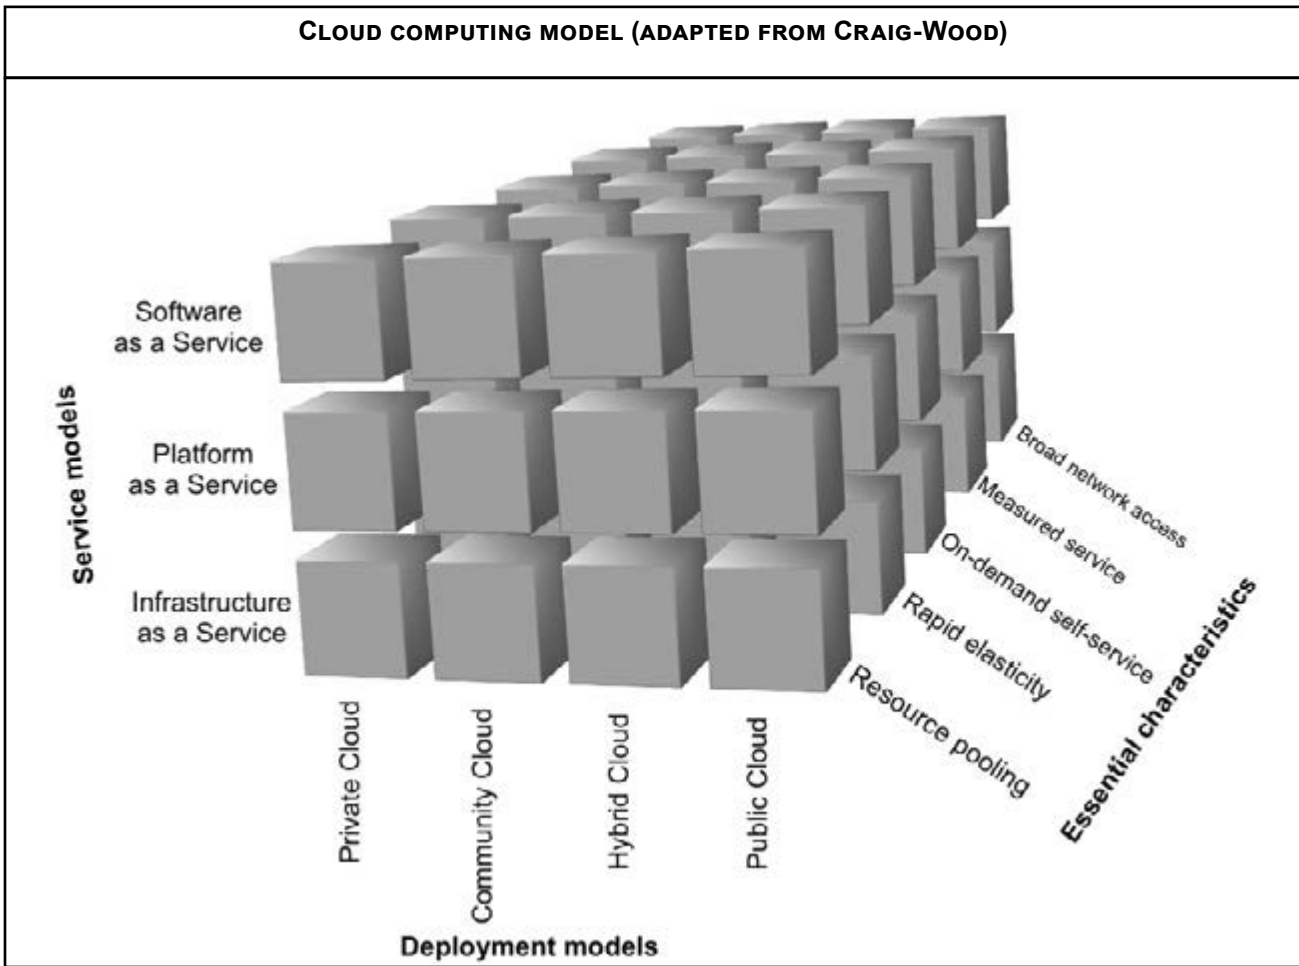 CLOUD COMPUTING MODEL (ADAPTED FROM CRAIG-WOOD)
Software
as a Service
Platform
as a Service
Infrastructure
as a Service
Service models
Private Cloud
Community Cloud
Hybrid Cloud
Public Cloud
Deployment models
Broad network access
Measured service
On-demand self-service
Rapid elasticity
Resource pooling
Essential characteristics